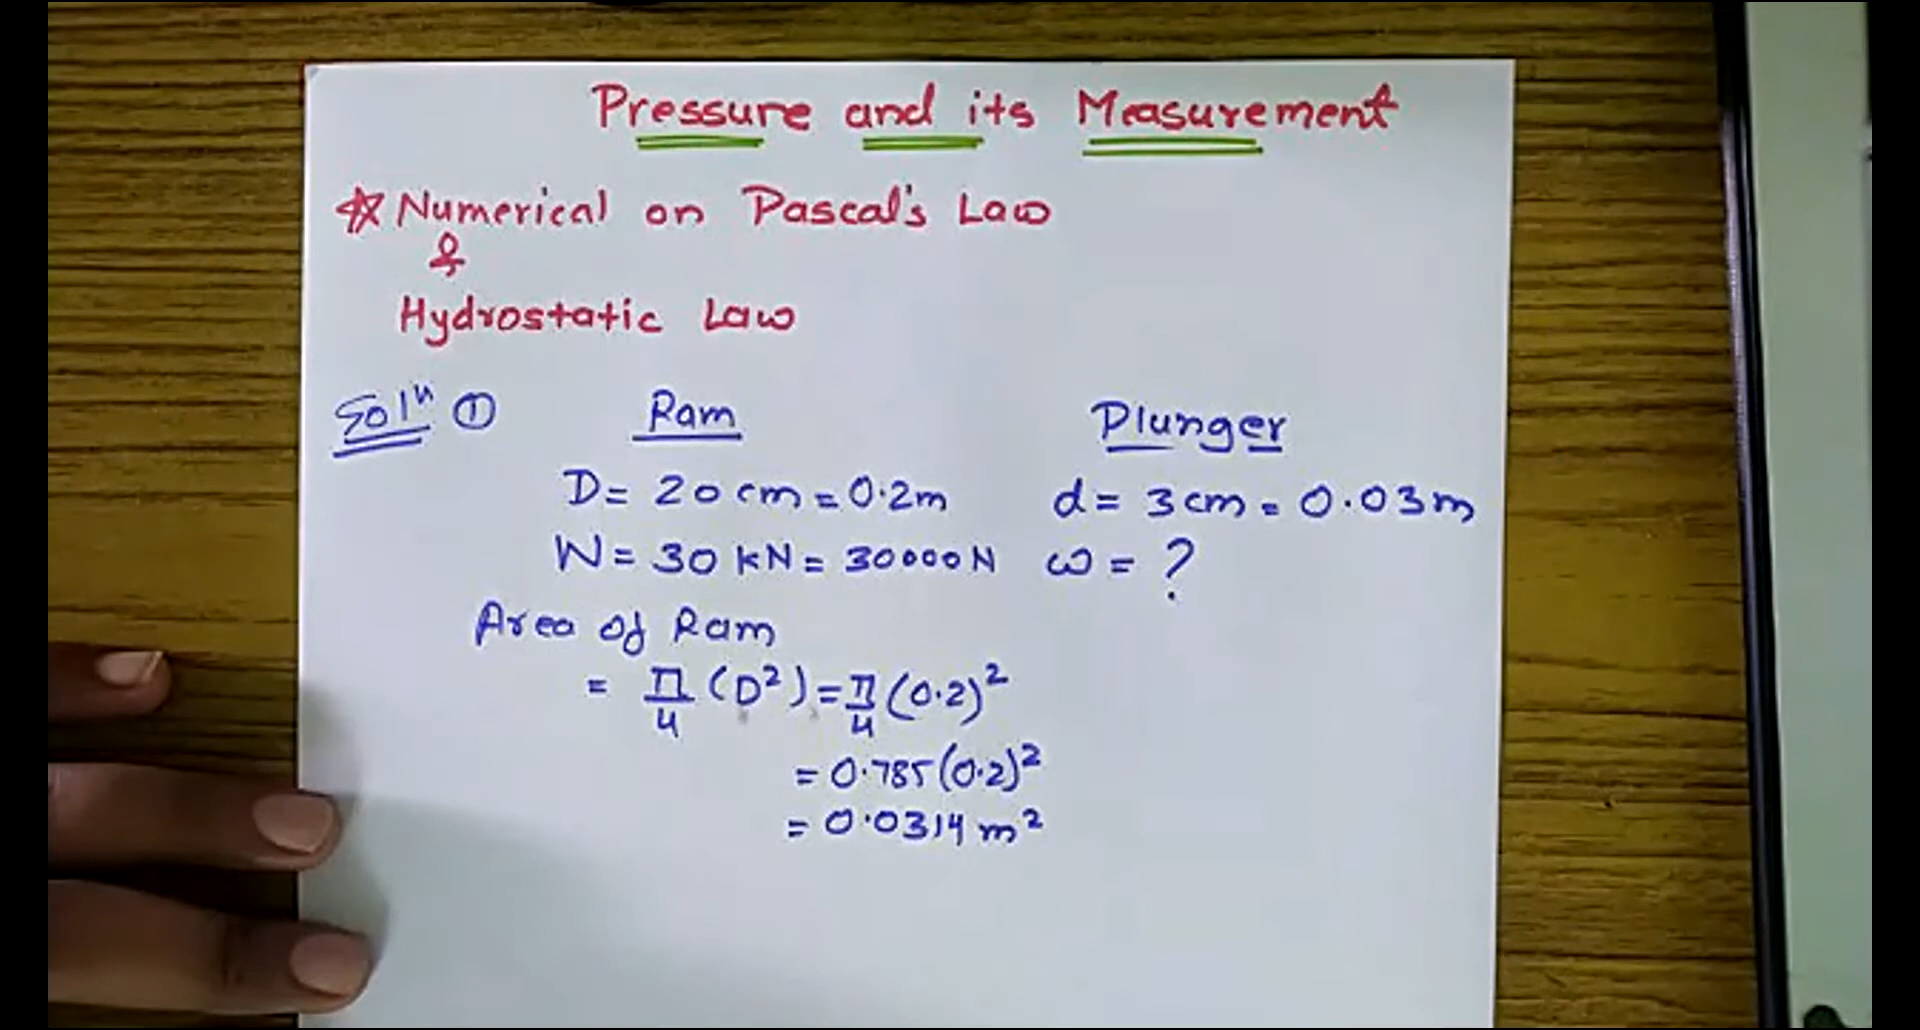 Pressure and its Measurement
☆ Numerical on Pascal's Law
&
Hydrostatic Law
Solⁿ ① Ram Plunger
D = 20 cm = 0.2m d = 3 cm = 0.03 m
W = 30 kN = 30000 N ω = ?
Area of Ram
= π/4 (D²) = π/4 (0.2)²
= 0.785 (0.2)²
= 0.0314 m²